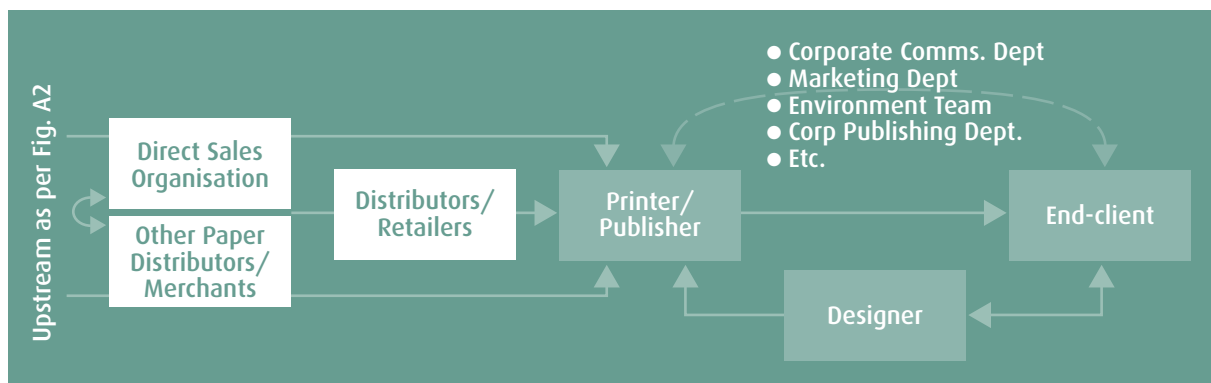 Upstream as per Fig. A2
Direct Sales
Organisation
Other Paper
Distributors/
Merchants
Distributors/
Retailers
Printer/
Publisher
● Corporate Comms. Dept
● Marketing Dept
● Environment Team
● Corp Publishing Dept.
● Etc.
End-client
Designer